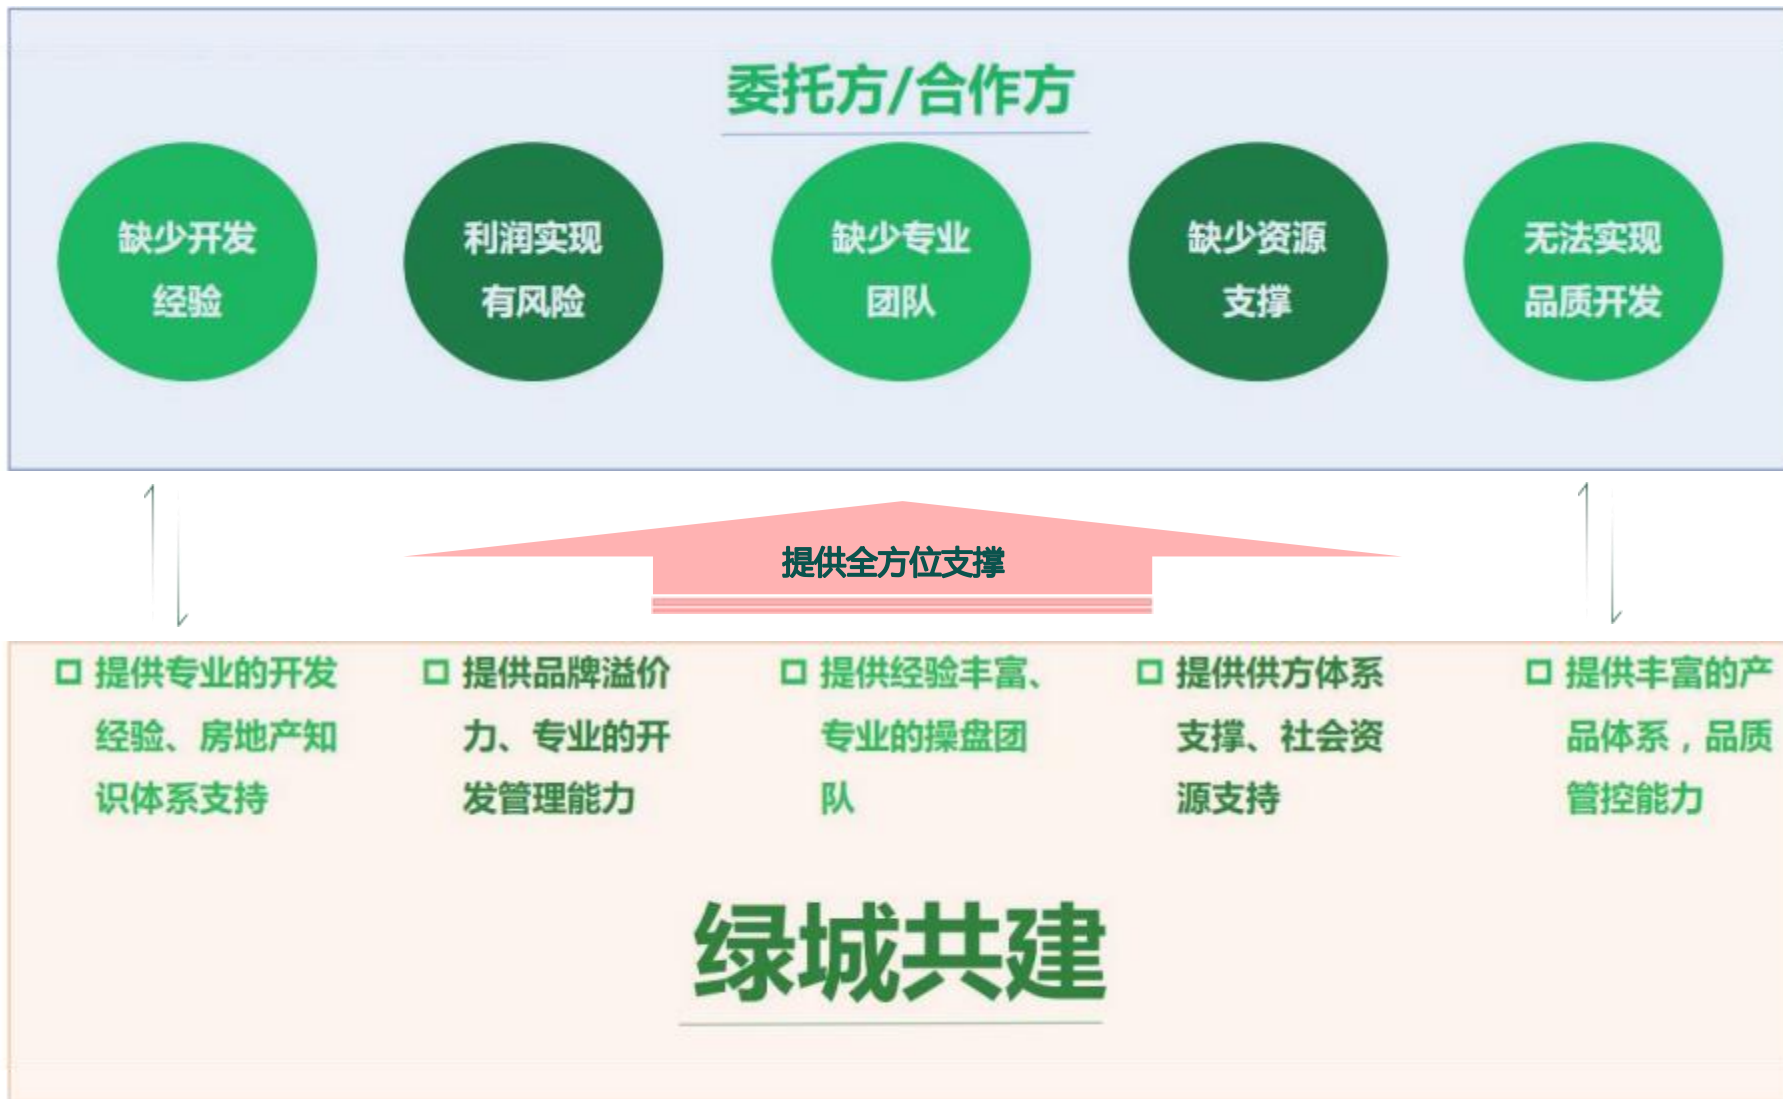 委托方/合作方
缺少开发
经验
利润实现
有风险
缺少专业
团队
缺少资源
支撑
无法实现
品质开发
提供全方位支撑
提供专业的开发
经验、房地产知
识体系支持
提供品牌溢价
力、专业的开
发管理能力
提供经验丰富、
专业的操盘团
队
提供供方体系
支撑、社会资
源支持
提供丰富的产
品体系，品质
管控能力
绿城共建